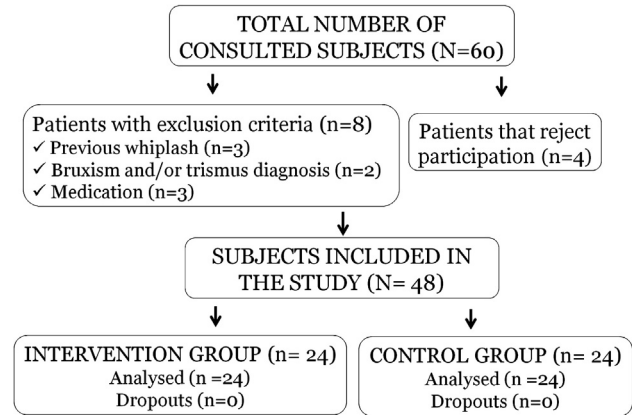 TOTAL NUMBER OF
CONSULTED SUBJECTS (N=60)
Patients with exclusion criteria (n=8)
✓ Previous whiplash (n=3)
✓ Bruxism and/or trismus diagnosis (n=2)
✓ Medication (n=3)
Patients that reject
participation (n=4)
SUBJECTS INCLUDED IN
THE STUDY (N= 48)
INTERVENTION GROUP (n= 24)
Analysed (n =24)
Dropouts (n=0)
CONTROL GROUP (n= 24)
Analysed (n =24)
Dropouts (n=0)